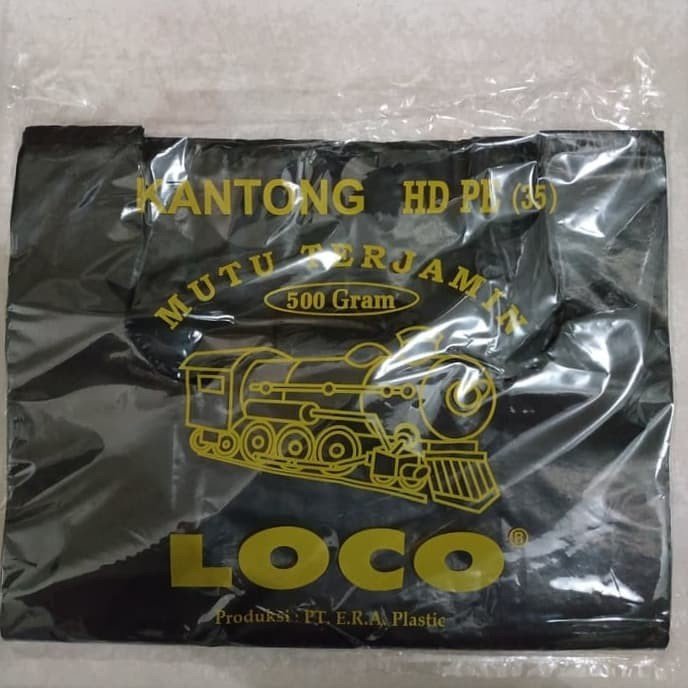 KANTONG HD PE (35)
MUTU TERJAMIN
500 Gram
LOCO®
Produksi : PT. E.R.A. Plastic